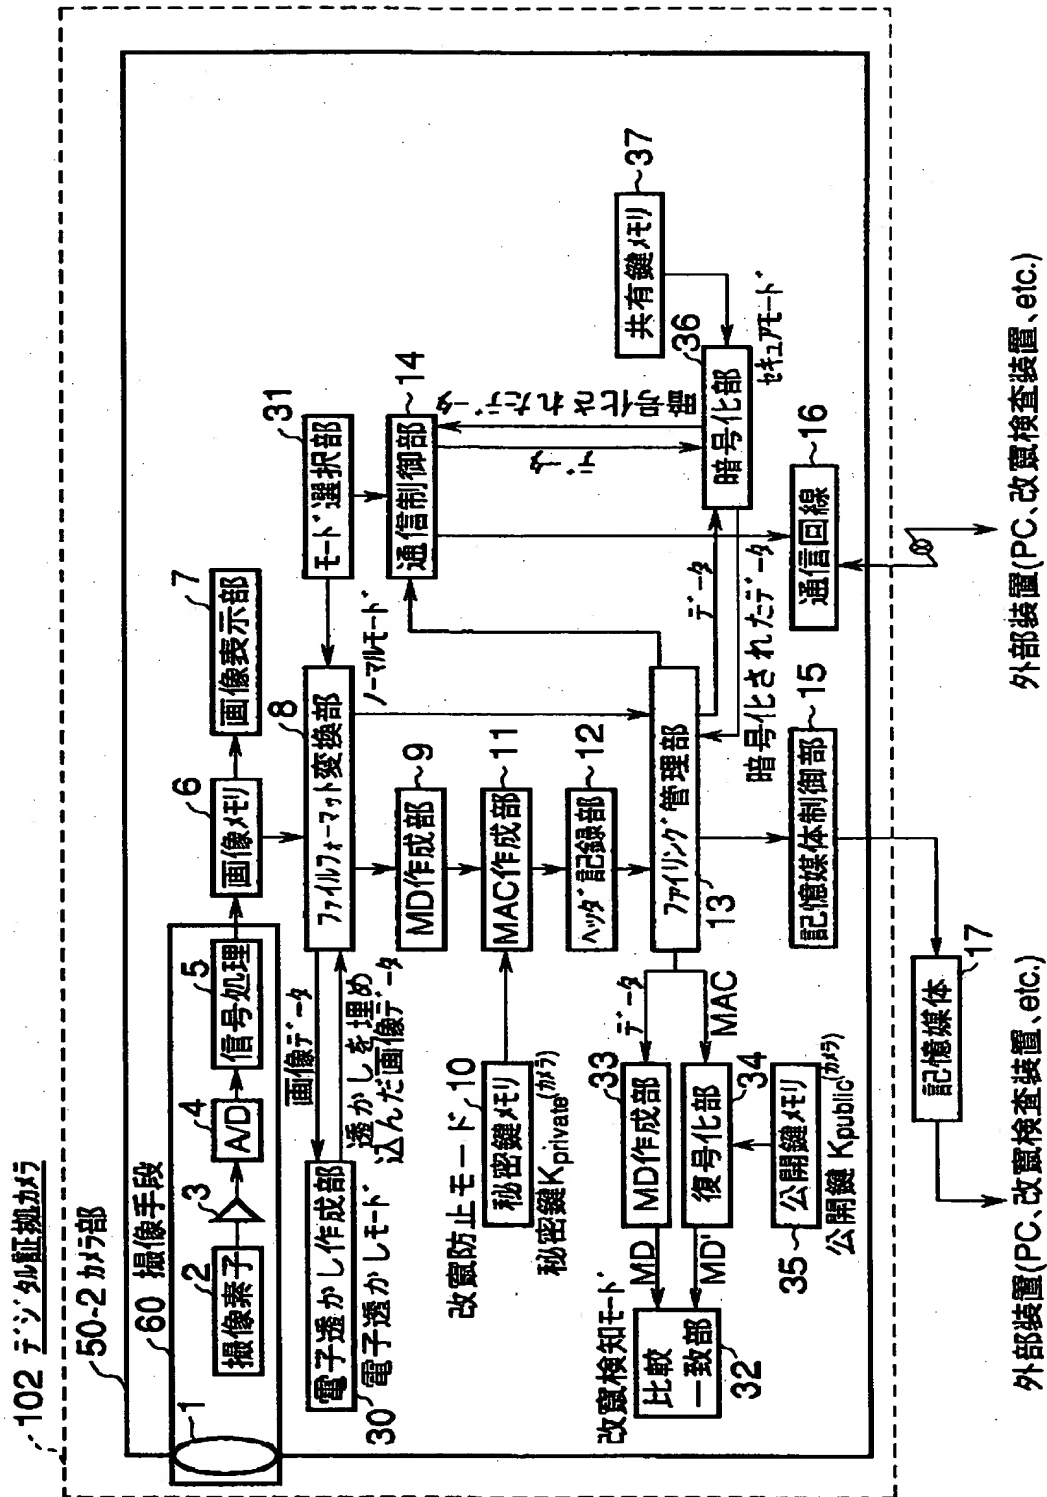 102 デジタル証拠カメラ
50-2 カメラ部
60 撮像手段
1
撮像素子
2
3
A/D
4
信号処理
5
画像メモリ
6
画像表示部
7
電子透かし作成部
30 電子透かしモード
画像データ
透かしを埋め
込んだ画像データ
ファイルフォーマット変換部
8
ノーマルモード
モード選択部
31
MD作成部
9
通信制御部
14
改竄防止モード 10
秘密鍵メモリ
秘密鍵Kprivate(カメラ)
MAC作成部
11
ヘッダ記録部
12
データ
暗号化されたデータ
共有鍵メモリ
37
暗号化部
36
セキュアモード
改竄検知モード
比較
一致部
32
MD
MD'
MD作成部
33
復号化部
34
データ
MAC
公開鍵メモリ
35
公開鍵 Kpublic(カメラ)
ファイリング管理部
13
データ
暗号化されたデータ
記憶媒体制御部
15
通信回線
16
記憶媒体
17
外部装置(PC、改竄検査装置、etc.)
外部装置(PC、改竄検査装置、etc.)